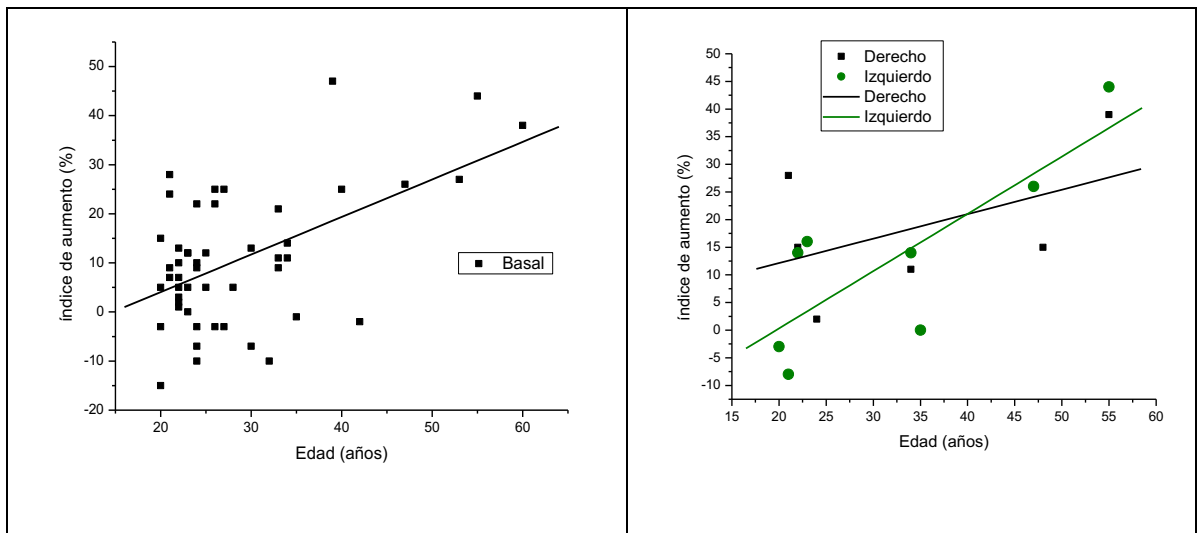 50
40
30
20
10
0
-10
-20
índice de aumento (%)
Basal
20 30 40 50 60
Edad (años)
Derecho
Izquierdo
Derecho
Izquierdo
50
45
40
35
30
25
20
15
10
5
0
-5
-10
índice de aumento (%)
15 20 25 30 35 40 45 50 55 60
Edad (años)